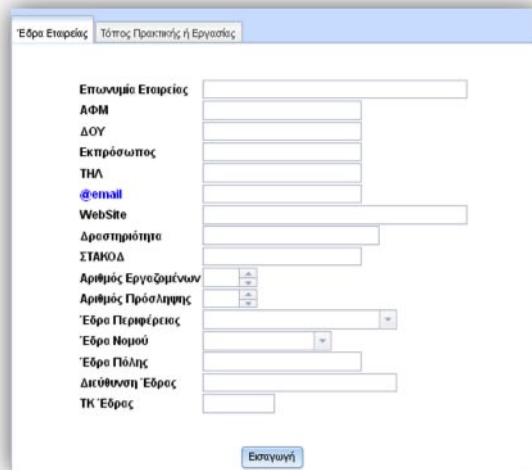 Έδρα Εταιρείας Τόπος Πρακτικής ή Εργασίας
Επωνυμία Εταιρείας
ΑΦΜ
ΔΟΥ
Εκπρόσωπος
ΤΗΛ
@email
WebSite
Δραστηριότητα
ΣΤΑΚΟΔ
Αριθμός Εργαζομένων
Αριθμός Πρόσληψης
Έδρα Περιφέρειας
Έδρα Νομού
Έδρα Πόλης
Διεύθυνση Έδρας
ΤΚ Έδρας
Εισαγωγή